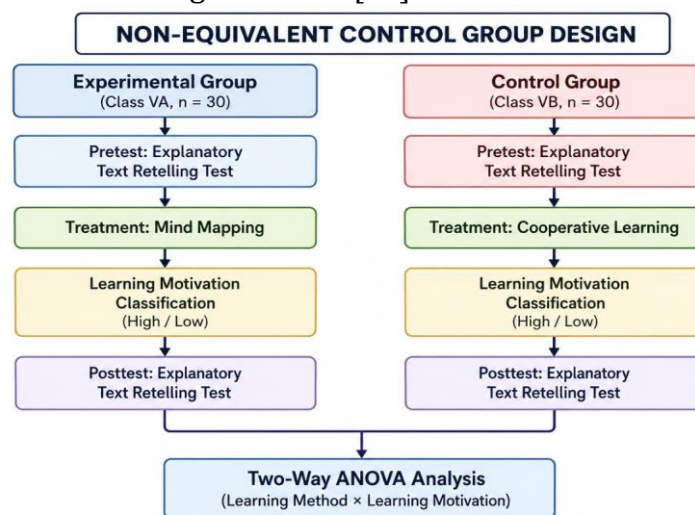 NON-EQUIVALENT CONTROL GROUP DESIGN
Experimental Group
(Class VA, n = 30)
Pretest: Explanatory
Text Retelling Test
Treatment: Mind Mapping
Learning Motivation
Classification
(High / Low)
Posttest: Explanatory
Text Retelling Test
Control Group
(Class VB, n = 30)
Pretest: Explanatory
Text Retelling Test
Treatment: Cooperative Learning
Learning Motivation
Classification
(High / Low)
Posttest: Explanatory
Text Retelling Test
Two-Way ANOVA Analysis
(Learning Method × Learning Motivation)